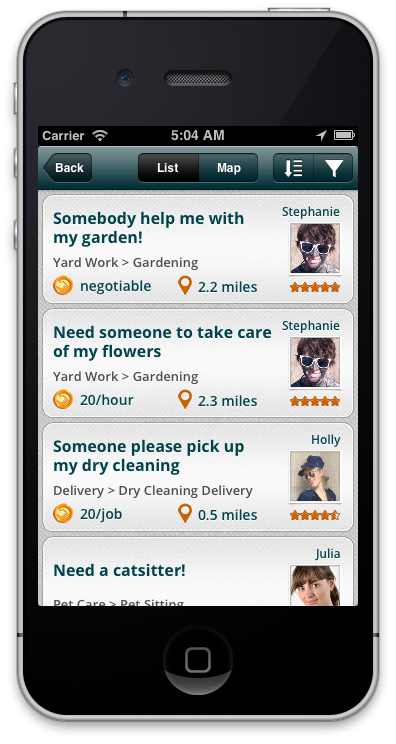 Carrier 5:04 AM
Back List Map
Stephanie
Somebody help me with
my garden!
Yard Work > Gardening
negotiable 2.2 miles
Stephanie
Need someone to take care
of my flowers
Yard Work > Gardening
20/hour 2.3 miles
Holly
Someone please pick up
my dry cleaning
Delivery > Dry Cleaning Delivery
20/job 0.5 miles
Julia
Need a catsitter!
Pet Care > Pet Sitting